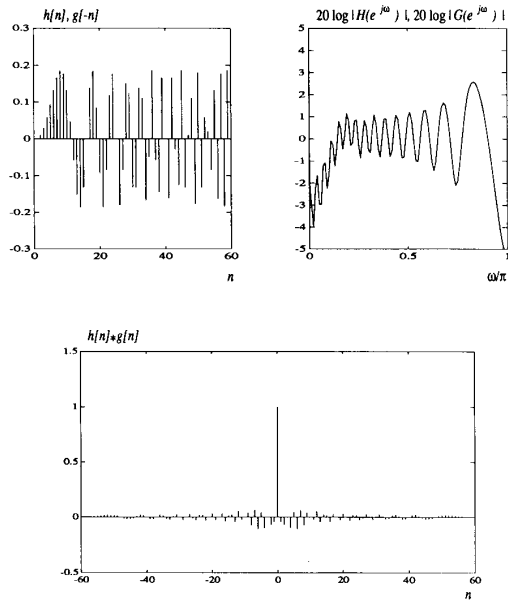 h[n], g[-n]
0.3
0.2
0.1
0
-0.1
-0.2
-0.3
0 20 40 60
n
20 log |H(e^{jω}) |, 20 log |G(e^{jω}) |
5
4
3
2
1
0
-1
-2
-3
-4
-5
0 0.5 1
ω/π
h[n]*g[n]
1.5
1
0.5
0
-0.5
-60 -40 -20 0 20 40 60
n